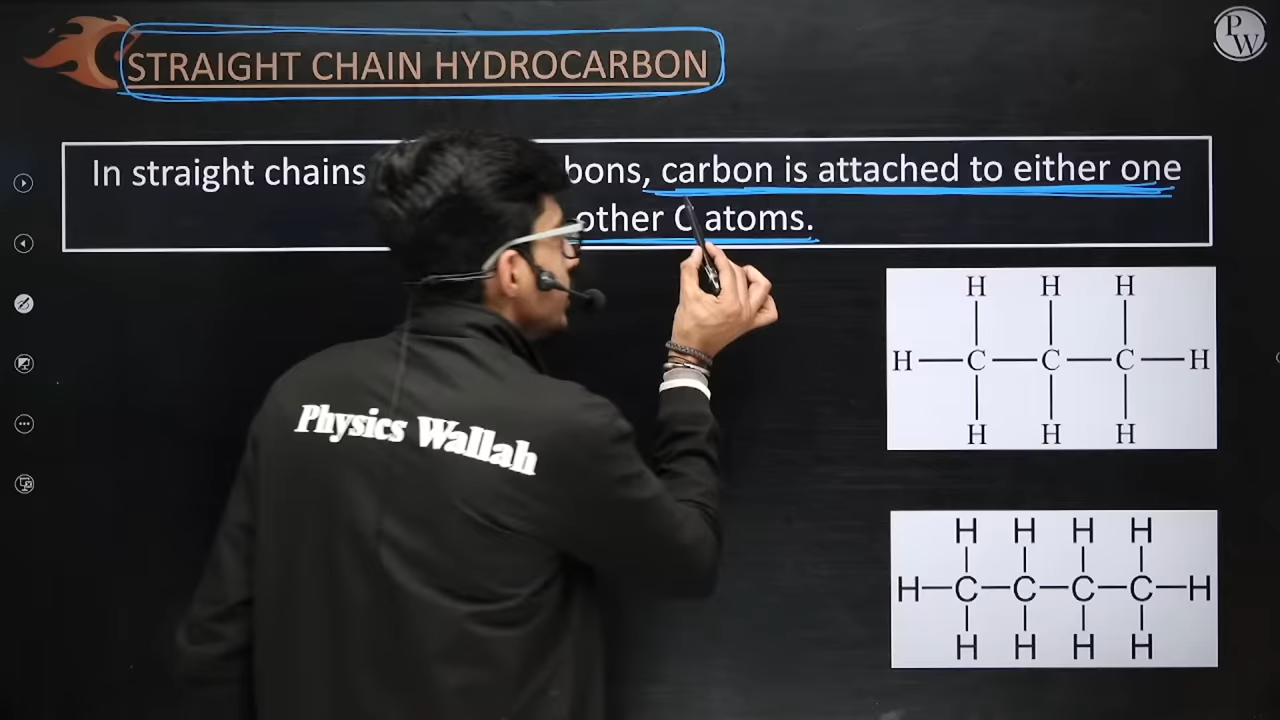 STRAIGHT CHAIN HYDROCARBON
PW
In straight chains bons, carbon is attached to either one
other C atoms.
H H H
H C C C H
H H H
Physics Wallah
H H H H
H C C C C H
H H H H